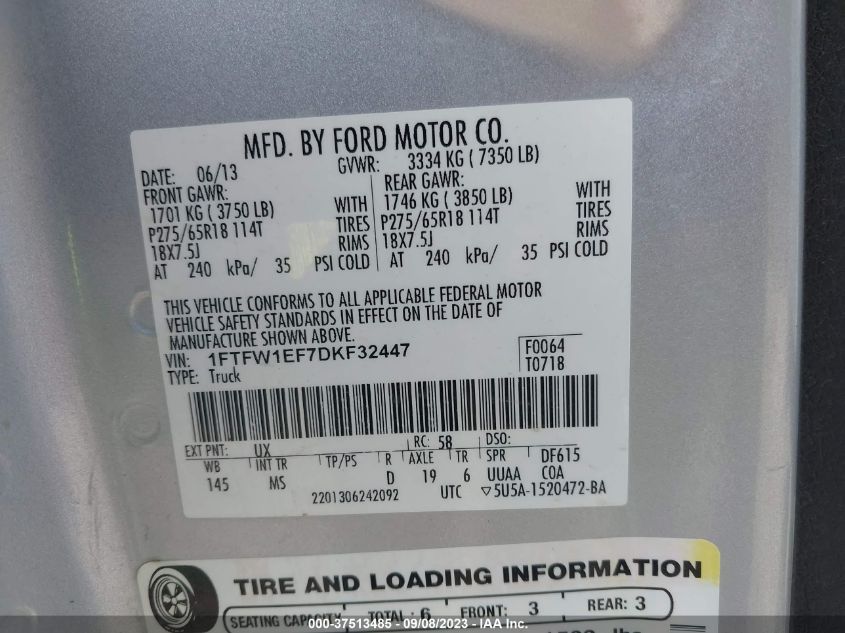 MFD. BY FORD MOTOR CO.
DATE: 06/13 GVWR: 3334 KG ( 7350 LB)
FRONT GAWR: REAR GAWR:
1701 KG ( 3750 LB) WITH 1746 KG ( 3850 LB) WITH
P275/65R18 114T TIRES P275/65R18 114T TIRES
18X7.5J RIMS 18X7.5J RIMS
AT 240 kPa/ 35 PSI COLD AT 240 kPa/ 35 PSI COLD
THIS VEHICLE CONFORMS TO ALL APPLICABLE FEDERAL MOTOR
VEHICLE SAFETY STANDARDS IN EFFECT ON THE DATE OF
MANUFACTURE SHOWN ABOVE.
VIN: 1FTFW1EF7DKF32447 F0064
TYPE: Truck T0718
EXT PNT: UX RC: 58 DSO:
WB INT TR TP/PS R AXLE TR SPR DF615
145 MS D 19 6 UUAA COA
2201306242092 UTC ▽5U5A-1520472-BA
TIRE AND LOADING INFORMATION
SEATING CAPACITY TOTAL: 6 FRONT: 3 REAR: 3
lbs
000-37513485 - 09/08/2023 - IAA Inc.